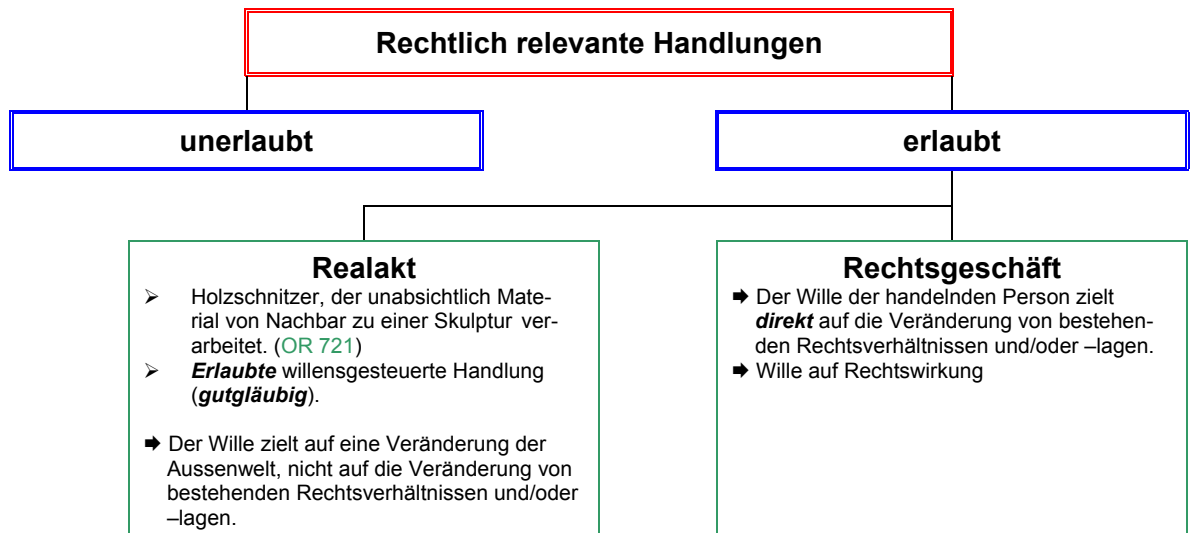 Rechtlich relevante Handlungen
unerlaubt
erlaubt
Realakt
➢ Holzschnitzer, der unabsichtlich Mate-
rial von Nachbar zu einer Skulptur ver-
arbeitet. (OR 721)
➢ Erlaubte willensgesteuerte Handlung
(gutgläubig).
➡ Der Wille zielt auf eine Veränderung der
Aussenwelt, nicht auf die Veränderung von
bestehenden Rechtsverhältnissen und/oder
–lagen.
Rechtsgeschäft
➡ Der Wille der handelnden Person zielt
direkt auf die Veränderung von bestehen-
den Rechtsverhältnissen und/oder –lagen.
➡ Wille auf Rechtswirkung